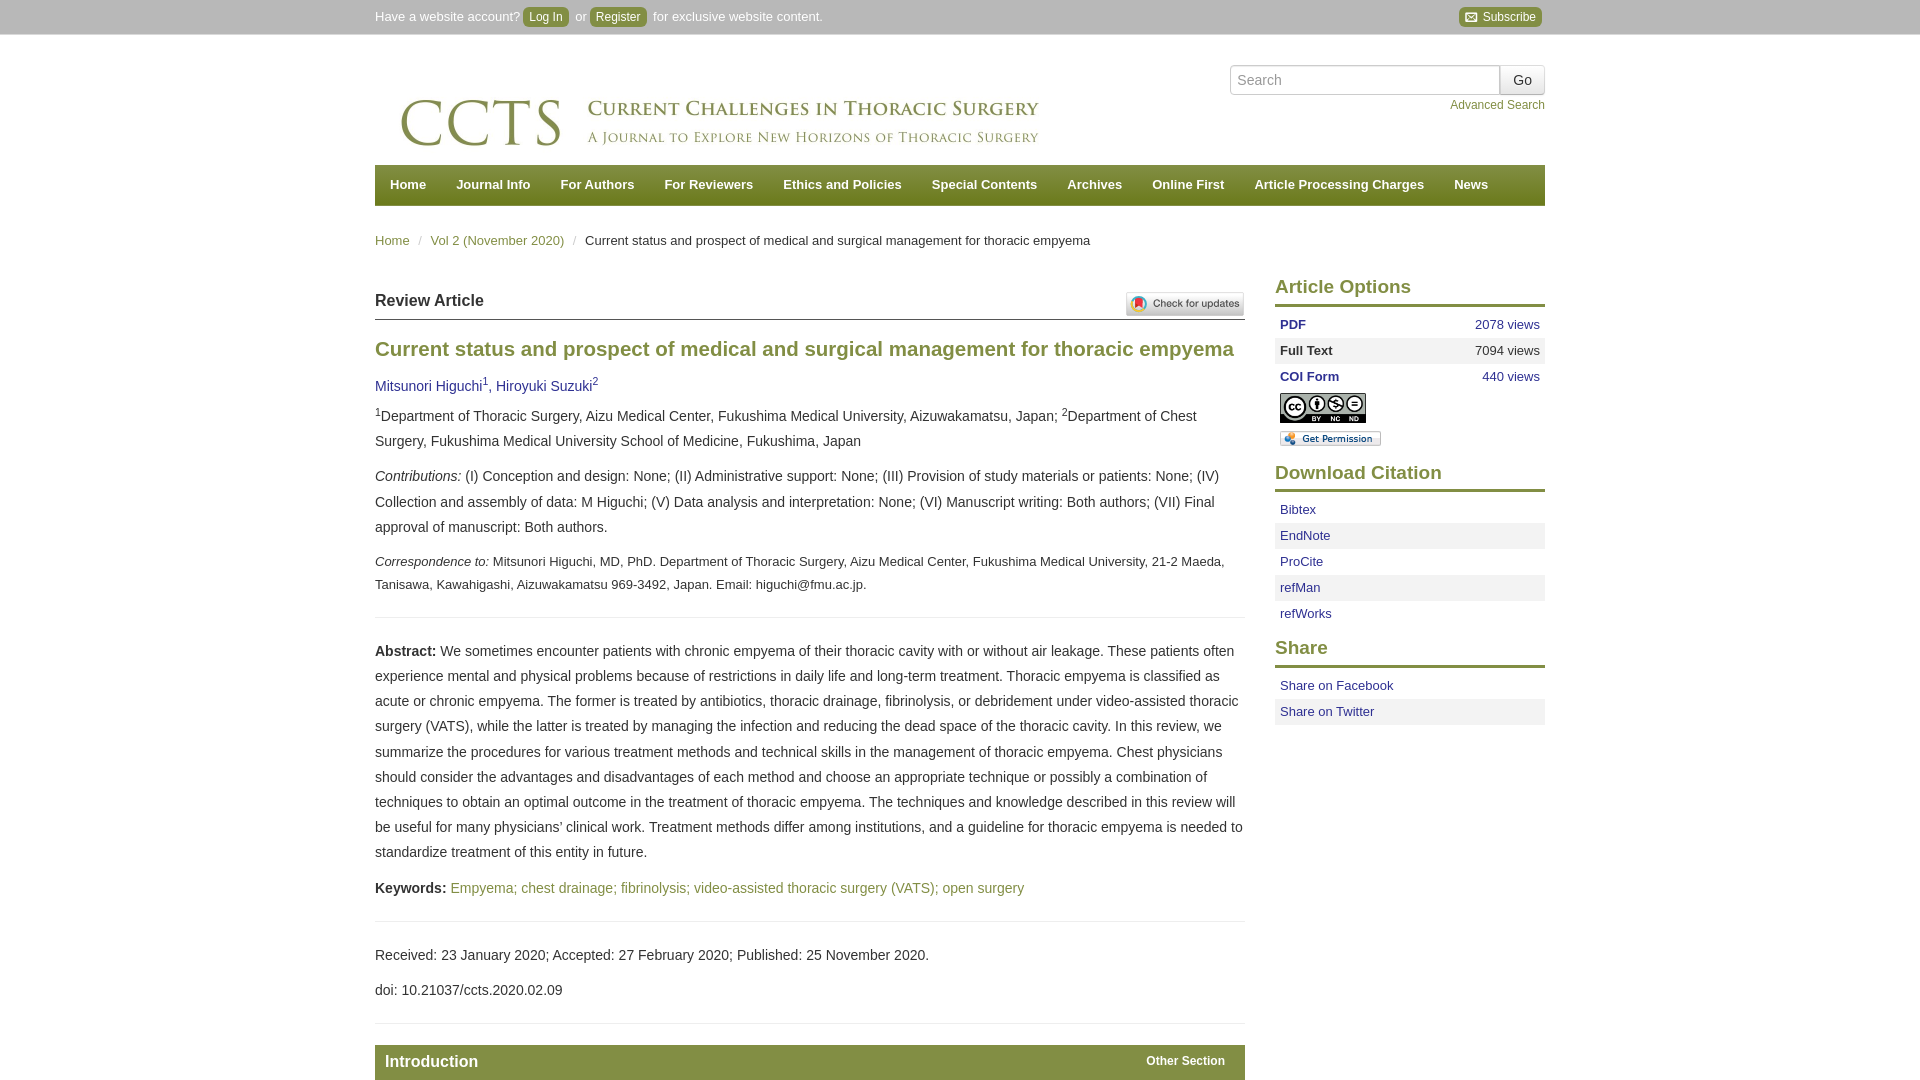 Have a website account? Log In or Register for exclusive website content.
Subscribe
Search
Go
Advanced Search
CCTS
Current Challenges in Thoracic Surgery
A Journal to Explore New Horizons of Thoracic Surgery
Home Journal Info For Authors For Reviewers Ethics and Policies Special Contents Archives Online First Article Processing Charges News
Home / Vol 2 (November 2020) / Current status and prospect of medical and surgical management for thoracic empyema
Review Article
Check for updates
Current status and prospect of medical and surgical management for thoracic empyema
Mitsunori Higuchi1, Hiroyuki Suzuki2
1Department of Thoracic Surgery, Aizu Medical Center, Fukushima Medical University, Aizuwakamatsu, Japan; 2Department of Chest
Surgery, Fukushima Medical University School of Medicine, Fukushima, Japan
Contributions: (I) Conception and design: None; (II) Administrative support: None; (III) Provision of study materials or patients: None; (IV)
Collection and assembly of data: M Higuchi; (V) Data analysis and interpretation: None; (VI) Manuscript writing: Both authors; (VII) Final
approval of manuscript: Both authors.
Correspondence to: Mitsunori Higuchi, MD, PhD. Department of Thoracic Surgery, Aizu Medical Center, Fukushima Medical University, 21-2 Maeda,
Tanisawa, Kawahigashi, Aizuwakamatsu 969-3492, Japan. Email: higuchi@fmu.ac.jp.
Abstract: We sometimes encounter patients with chronic empyema of their thoracic cavity with or without air leakage. These patients often
experience mental and physical problems because of restrictions in daily life and long-term treatment. Thoracic empyema is classified as
acute or chronic empyema. The former is treated by antibiotics, thoracic drainage, fibrinolysis, or debridement under video-assisted thoracic
surgery (VATS), while the latter is treated by managing the infection and reducing the dead space of the thoracic cavity. In this review, we
summarize the procedures for various treatment methods and technical skills in the management of thoracic empyema. Chest physicians
should consider the advantages and disadvantages of each method and choose an appropriate technique or possibly a combination of
techniques to obtain an optimal outcome in the treatment of thoracic empyema. The techniques and knowledge described in this review will
be useful for many physicians’ clinical work. Treatment methods differ among institutions, and a guideline for thoracic empyema is needed to
standardize treatment of this entity in future.
Keywords: Empyema; chest drainage; fibrinolysis; video-assisted thoracic surgery (VATS); open surgery
Received: 23 January 2020; Accepted: 27 February 2020; Published: 25 November 2020.
doi: 10.21037/ccts.2020.02.09
Introduction
Other Section
Article Options
PDF 2078 views
Full Text 7094 views
COI Form 440 views
cc BY NC ND
Get Permission
Download Citation
Bibtex
EndNote
ProCite
refMan
refWorks
Share
Share on Facebook
Share on Twitter